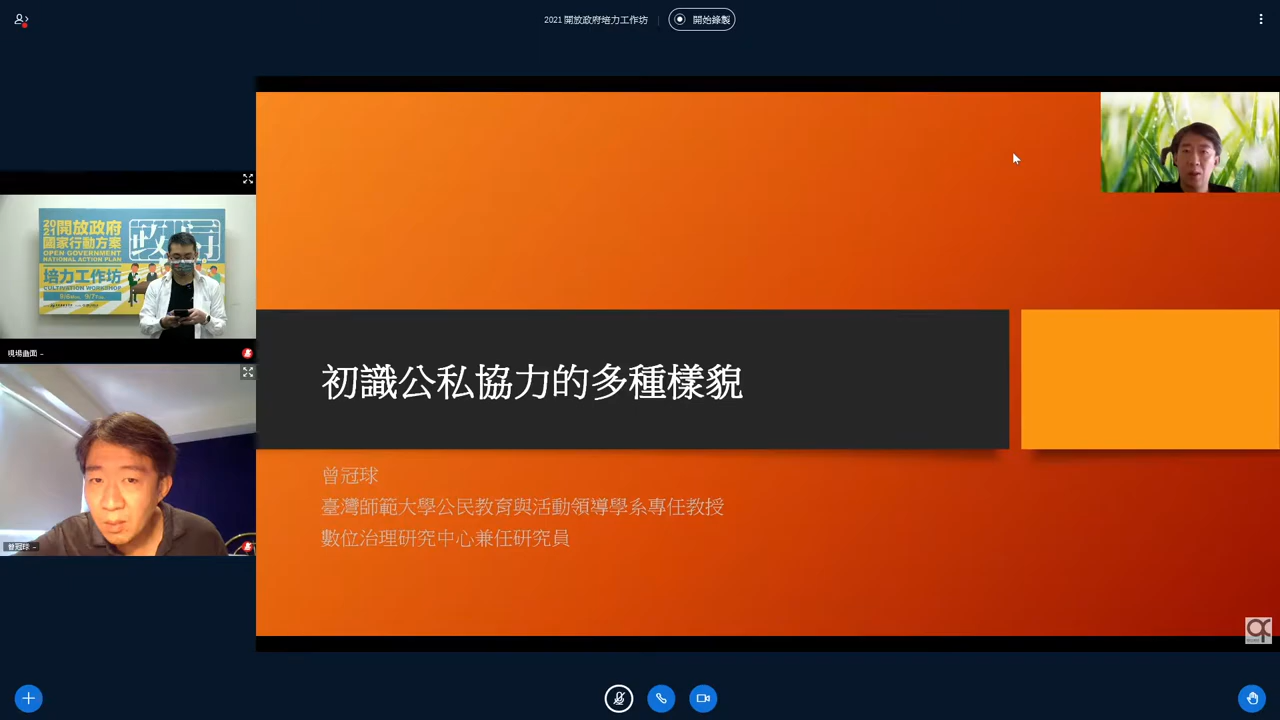 2021 開放政府培力工作坊
開始錄製
2021開放政府
國家行動方案
OPEN GOVERNMENT
NATIONAL ACTION PLAN
培力工作坊
CULTIVATION WORKSHOP
現場畫面
曾冠球
初識公私協力的多種樣貌
曾冠球
臺灣師範大學公民教育與活動領導學系專任教授
數位治理研究中心兼任研究員